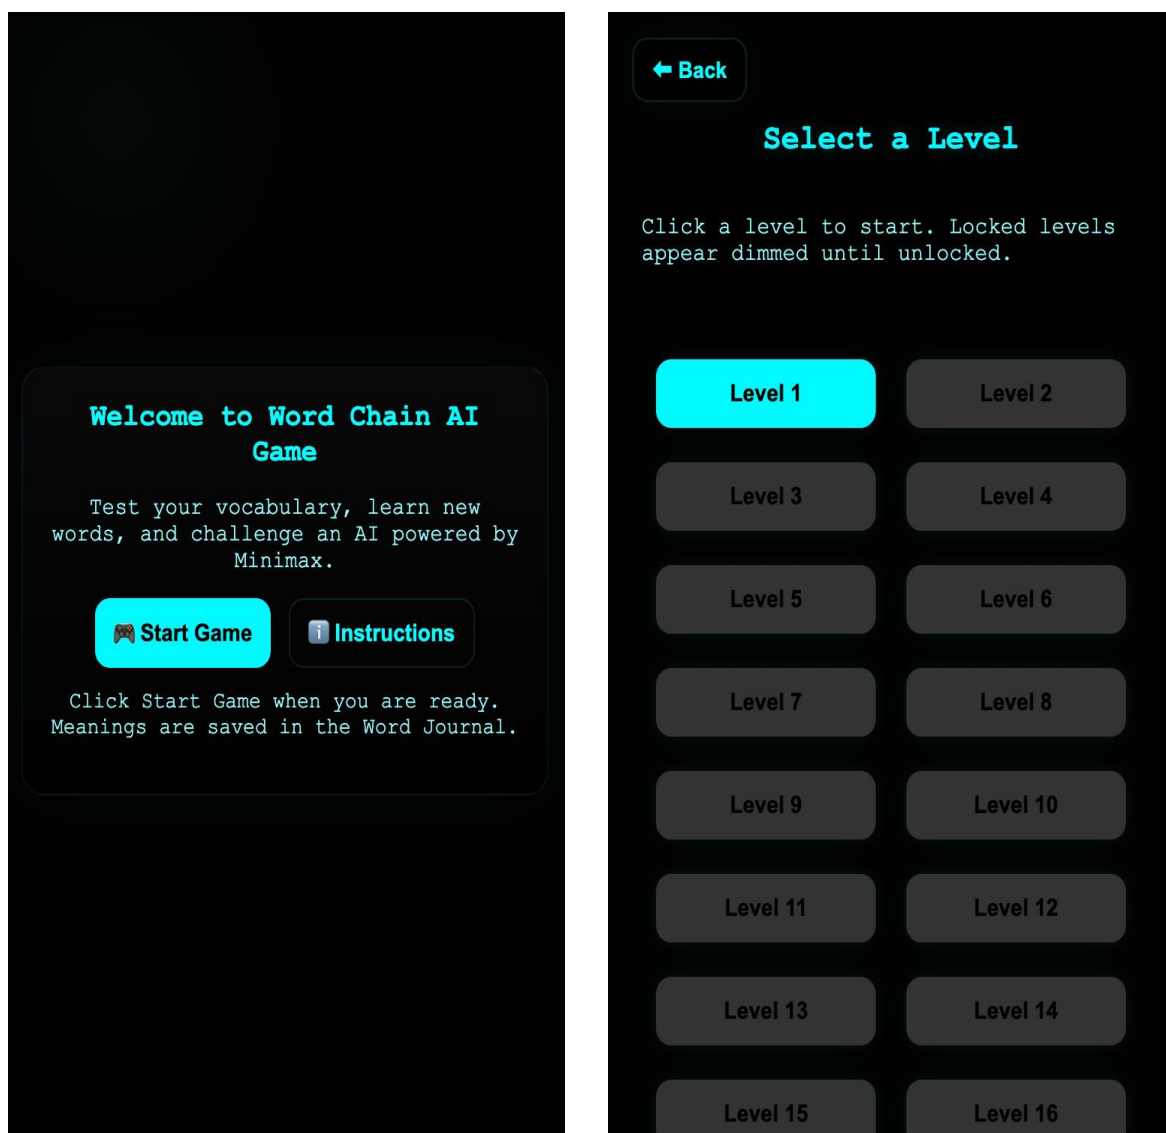 Welcome to Word Chain AI
Game
Test your vocabulary, learn new
words, and challenge an AI powered by
Minimax.
🎮 Start Game
ℹ️ Instructions
Click Start Game when you are ready.
Meanings are saved in the Word Journal.
⬅ Back
Select a Level
Click a level to start. Locked levels
appear dimmed until unlocked.
Level 1
Level 2
Level 3
Level 4
Level 5
Level 6
Level 7
Level 8
Level 9
Level 10
Level 11
Level 12
Level 13
Level 14
Level 15
Level 16